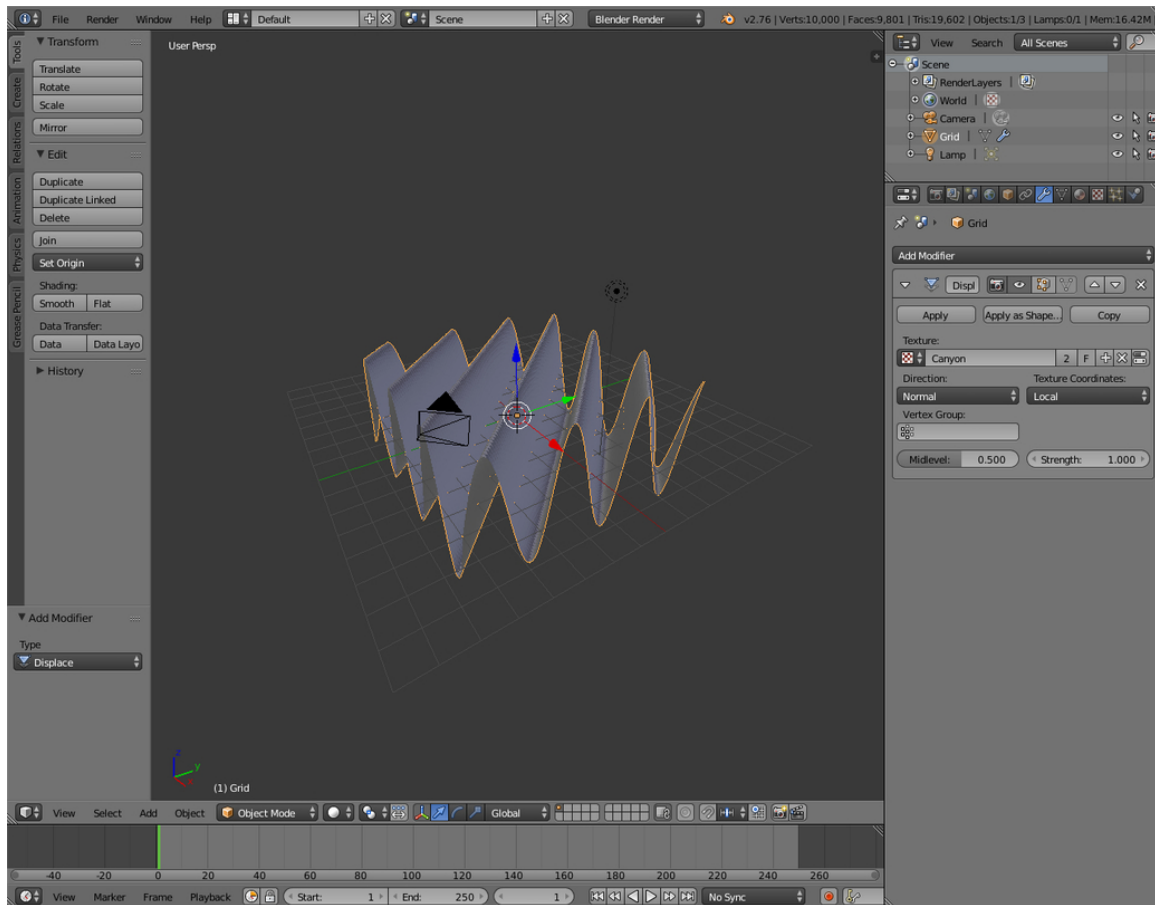 File Render Window Help Default Scene Blender Render v2.76 | Verts:10,000 | Faces:9,801 | Tris:19,602 | Objects:1/3 | Lamps:0/1 | Mem:16.42M
Tools
Create
Relations
Animation
Physics
Grease Pencil
Transform
Translate
Rotate
Scale
Mirror
Edit
Duplicate
Duplicate Linked
Delete
Join
Set Origin
Shading:
Smooth Flat
Data Transfer:
Data Data Layo
History
Add Modifier
Type
Displace
User Persp
z
y
(1) Grid
View Search All Scenes
Scene
RenderLayers |
World |
Camera |
Grid |
Lamp |
Grid
Add Modifier
Displ
Apply Apply as Shape... Copy
Texture:
Canyon 2 F
Direction: Texture Coordinates:
Normal Local
Vertex Group:
Midlevel: 0.500 Strength: 1.000
View Select Add Object Object Mode Global
-40 -20 0 20 40 60 80 100 120 140 160 180 200 220 240 260
View Marker Frame Playback Start: 1 End: 250 1 No Sync